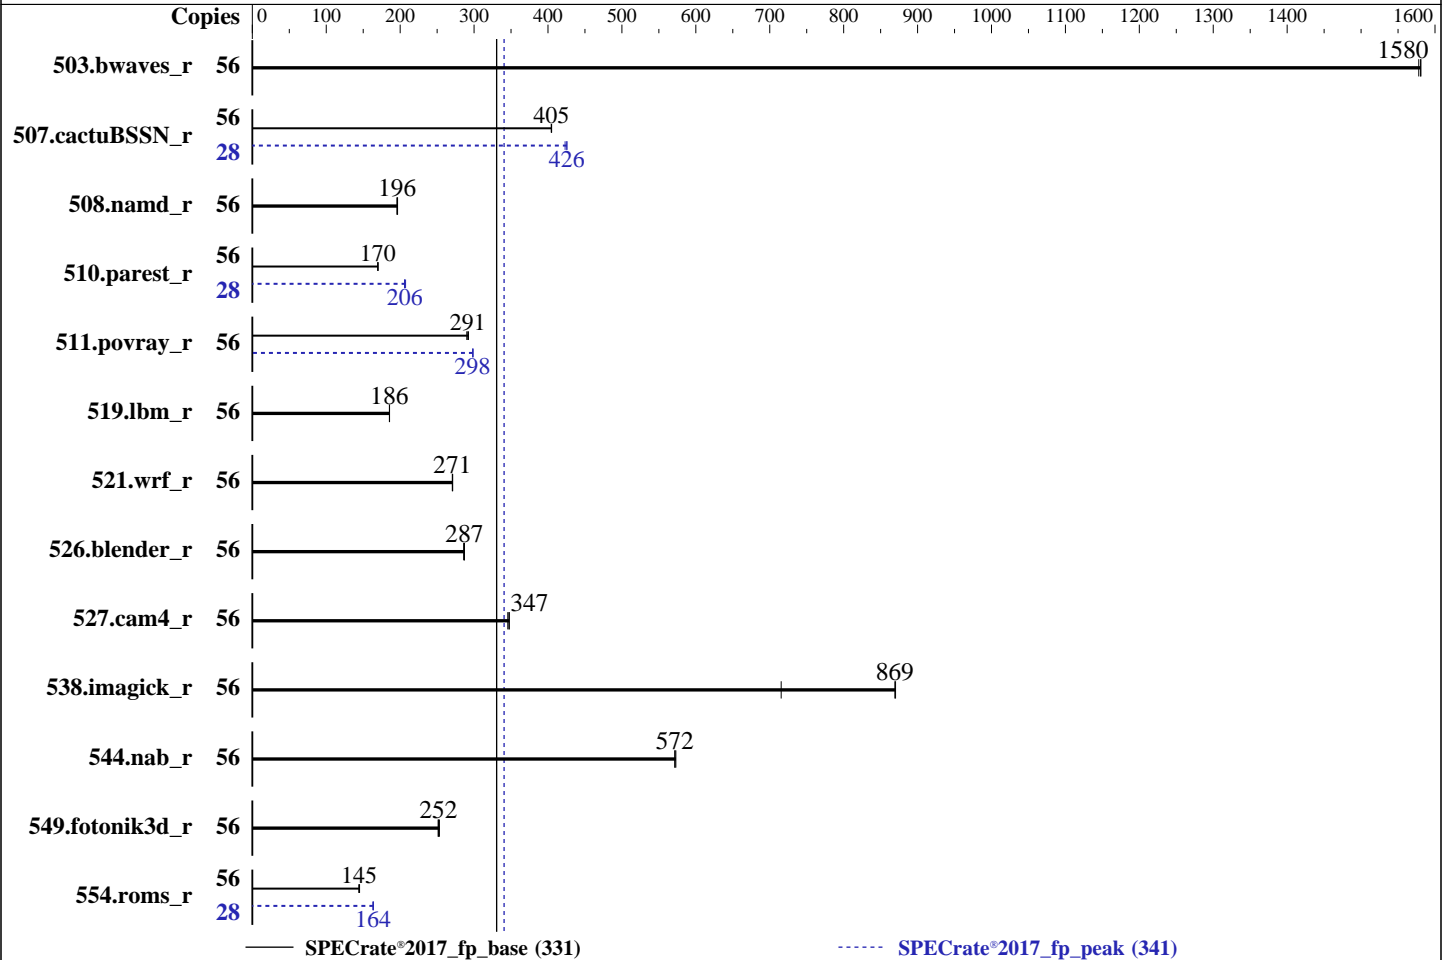 Copies 0 100 200 300 400 500 600 700 800 900 1000 1100 1200 1300 1400 1600
503.bwaves_r 56 1580
507.cactuBSSN_r 56 405
28 426
508.namd_r 56 196
510.parest_r 56 170
28 206
511.povray_r 56 291
298
519.lbm_r 56 186
521.wrf_r 56 271
526.blender_r 56 287
527.cam4_r 56 347
538.imagick_r 56 869
544.nab_r 56 572
549.fotonik3d_r 56 252
554.roms_r 56 145
28 164
SPECrate®2017_fp_base (331) SPECrate®2017_fp_peak (341)